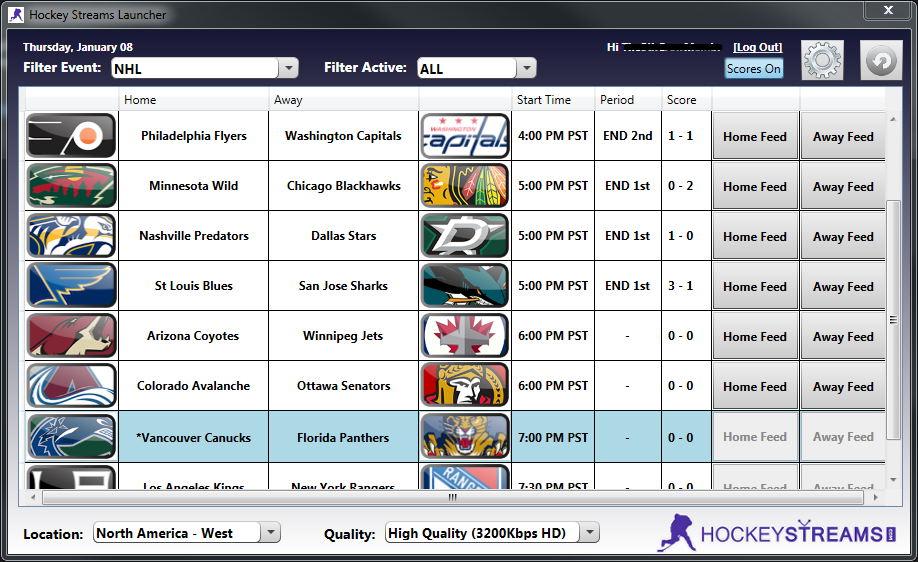 Hockey Streams Launcher
Thursday, January 08
Hi [Log Out]
Filter Event: NHL Filter Active: ALL Scores On
Home Away Start Time Period Score
Philadelphia Flyers Washington Capitals WASHINGTON capitals 4:00 PM PST END 2nd 1 - 1 Home Feed Away Feed
Minnesota Wild Chicago Blackhawks 5:00 PM PST END 1st 0 - 2 Home Feed Away Feed
Nashville Predators Dallas Stars 5:00 PM PST END 1st 1 - 0 Home Feed Away Feed
St Louis Blues San Jose Sharks 5:00 PM PST END 1st 3 - 1 Home Feed Away Feed
Arizona Coyotes Winnipeg Jets 6:00 PM PST - 0 - 0 Home Feed Away Feed
Colorado Avalanche Ottawa Senators 6:00 PM PST - 0 - 0 Home Feed Away Feed
*Vancouver Canucks Florida Panthers 7:00 PM PST - 0 - 0 Home Feed Away Feed
Los Angeles Kings New York Rangers RANGERS 7:30 PM PST - 0 - 0 Home Feed Away Feed
Location: North America - West Quality: High Quality (3200Kbps HD) HOCKEYSTREAMS